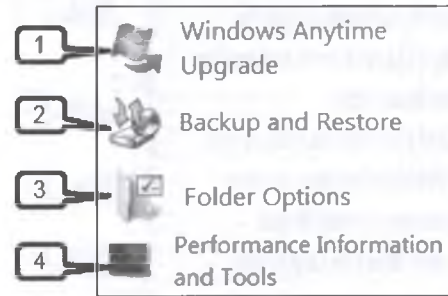 1
Windows Anytime
Upgrade
2
Backup and Restore
3
Folder Options
4
Performance Information
and Tools